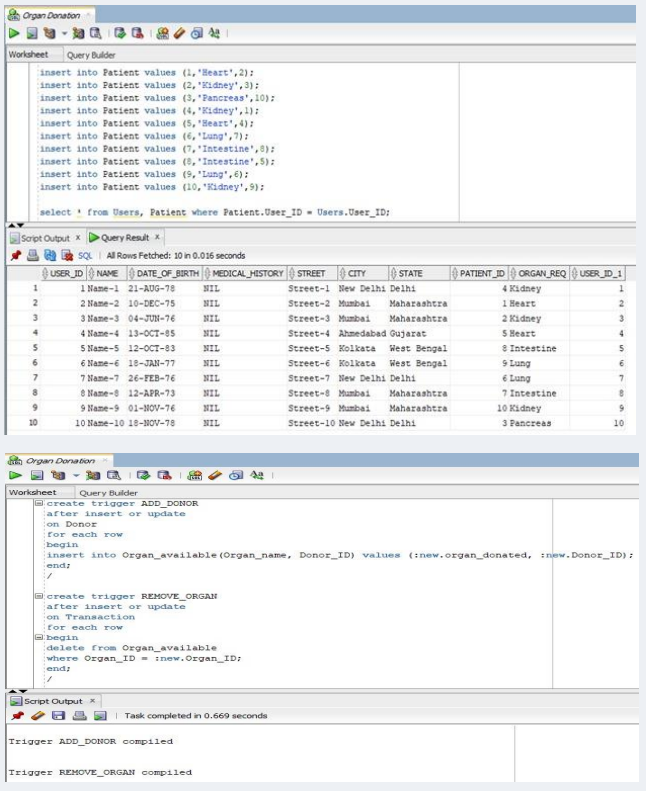 Organ Donation
Worksheet Query Builder
insert into Patient values (1,'Heart',2);
insert into Patient values (2,'Kidney',3);
insert into Patient values (3,'Pancreas',10);
insert into Patient values (4,'Kidney',1);
insert into Patient values (5,'Heart',4);
insert into Patient values (6,'Lung',7);
insert into Patient values (7,'Intestine',8);
insert into Patient values (8,'Intestine',5);
insert into Patient values (9,'Lung',6);
insert into Patient values (10,'Kidney',9);
select * from Users, Patient where Patient.User_ID = Users.User_ID;
Script Output x Query Result x
SQL | All Rows Fetched: 10 in 0.016 seconds
USER_ID NAME DATE_OF_BIRTH MEDICAL_HISTORY STREET CITY STATE PATIENT_ID ORGAN_REQ USER_ID_1
1 1 Name-1 21-AUG-78 NIL Street-1 New Delhi Delhi 4 Kidney 1
2 2 Name-2 10-DEC-75 NIL Street-2 Mumbai Maharashtra 1 Heart 2
3 3 Name-3 04-JUN-76 NIL Street-3 Mumbai Maharashtra 2 Kidney 3
4 4 Name-4 13-OCT-85 NIL Street-4 Ahmedabad Gujarat 5 Heart 4
5 5 Name-5 12-OCT-83 NIL Street-5 Kolkata West Bengal 8 Intestine 5
6 6 Name-6 18-JAN-77 NIL Street-6 Kolkata West Bengal 9 Lung 6
7 7 Name-7 26-FEB-76 NIL Street-7 New Delhi Delhi 6 Lung 7
8 8 Name-8 12-APR-73 NIL Street-8 Mumbai Maharashtra 7 Intestine 8
9 9 Name-9 01-NOV-76 NIL Street-9 Mumbai Maharashtra 10 Kidney 9
10 10 Name-10 18-NOV-78 NIL Street-10 New Delhi Delhi 3 Pancreas 10
Organ Donation
Worksheet Query Builder
create trigger ADD_DONOR
after insert or update
on Donor
for each row
begin
insert into Organ_available(Organ_name, Donor_ID) values (:new.organ_donated, :new.Donor_ID);
end;
/
create trigger REMOVE_ORGAN
after insert or update
on Transaction
for each row
begin
delete from Organ_available
where Organ_ID = :new.Organ_ID;
end;
/
Script Output x
Task completed in 0.669 seconds
Trigger ADD_DONOR compiled
Trigger REMOVE_ORGAN compiled